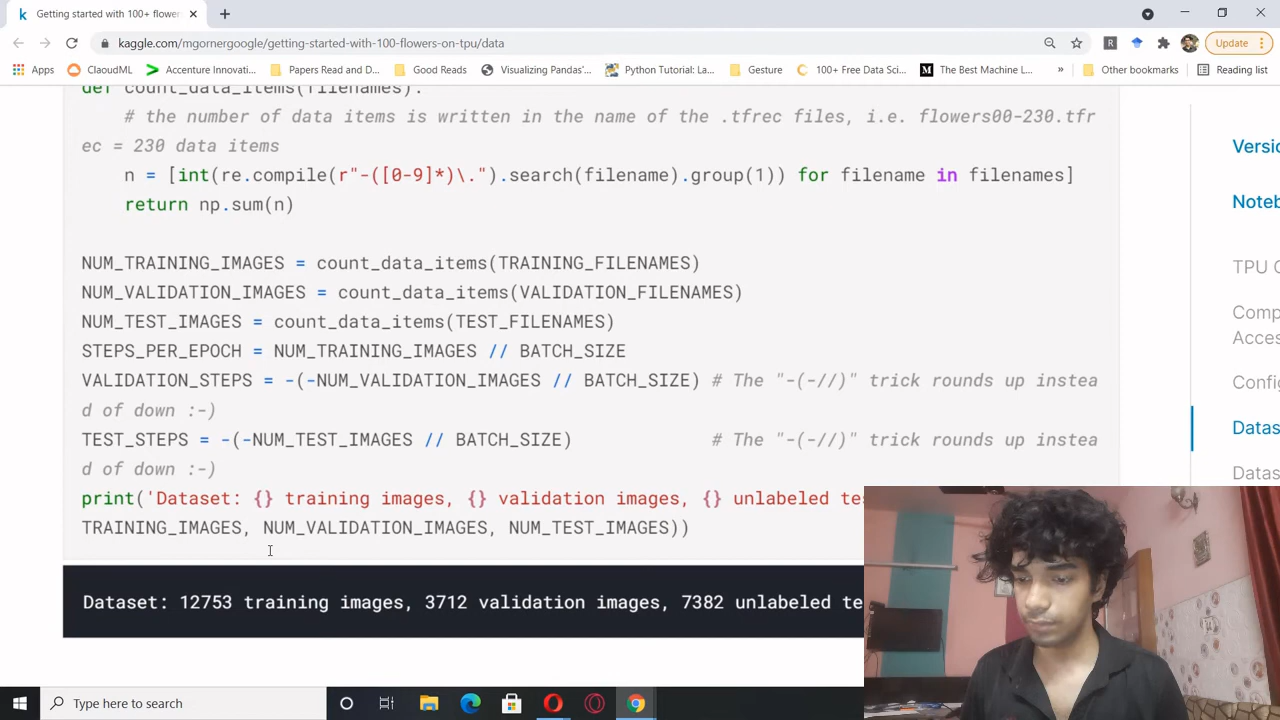 Getting started with 100+ flower
kaggle.com/mgornergoogle/getting-started-with-100-flowers-on-tpu/data
Update
Apps
ClaoudML
Accenture Innovati...
Papers Read and D...
Good Reads
Visualizing Pandas'...
Python Tutorial: La...
Gesture
100+ Free Data Sci...
The Best Machine L...
»
Other bookmarks
Reading list
def count_data_items(filenames):
# the number of data items is written in the name of the .tfrec files, i.e. flowers00-230.tfr
ec = 230 data items
n = [int(re.compile(r"-([0-9]*)\.").search(filename).group(1)) for filename in filenames]
return np.sum(n)
NUM_TRAINING_IMAGES = count_data_items(TRAINING_FILENAMES)
NUM_VALIDATION_IMAGES = count_data_items(VALIDATION_FILENAMES)
NUM_TEST_IMAGES = count_data_items(TEST_FILENAMES)
STEPS_PER_EPOCH = NUM_TRAINING_IMAGES // BATCH_SIZE
VALIDATION_STEPS = -(-NUM_VALIDATION_IMAGES // BATCH_SIZE) # The "-(-//)" trick rounds up instea
d of down :-)
TEST_STEPS = -(-NUM_TEST_IMAGES // BATCH_SIZE) # The "-(-//)" trick rounds up instea
d of down :-)
print('Dataset: {} training images, {} validation images, {} unlabeled te
TRAINING_IMAGES, NUM_VALIDATION_IMAGES, NUM_TEST_IMAGES))
Dataset: 12753 training images, 3712 validation images, 7382 unlabeled te
Versi
Noteb
TPU
Comp
Acces
Confi
Datas
Datas
Type here to search